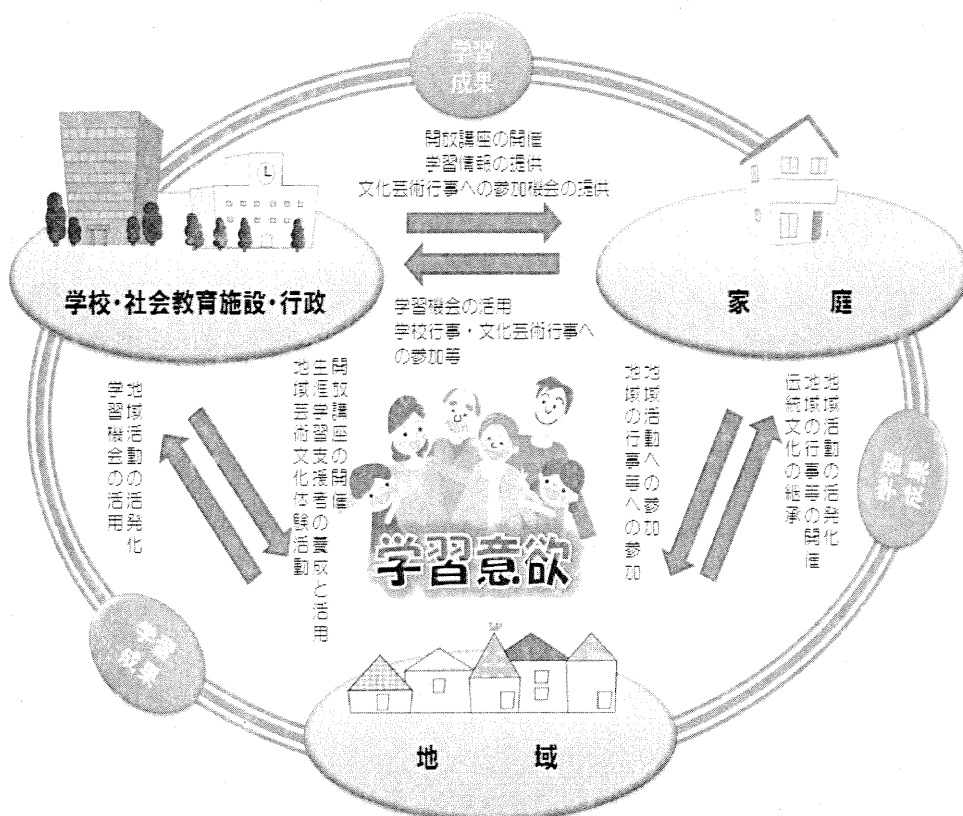 学習
成果
開放講座の開催
学習情報の提供
文化芸術行事への参加機会の提供
学校・社会教育施設・行政
家庭
学習機会の活用
学校行事・文化芸術行事へ
の参加等
開放講座の開催
生涯学習支援者の養成と活用
地域芸術文化体験活動
地域活動の活発化
学習機会の活用
地域活動への参加
地域の行事等への参加
地域活動の活発化
地域の行事等の開催
伝統文化の継承
学習
成果
学習意欲
学習
成果
地域